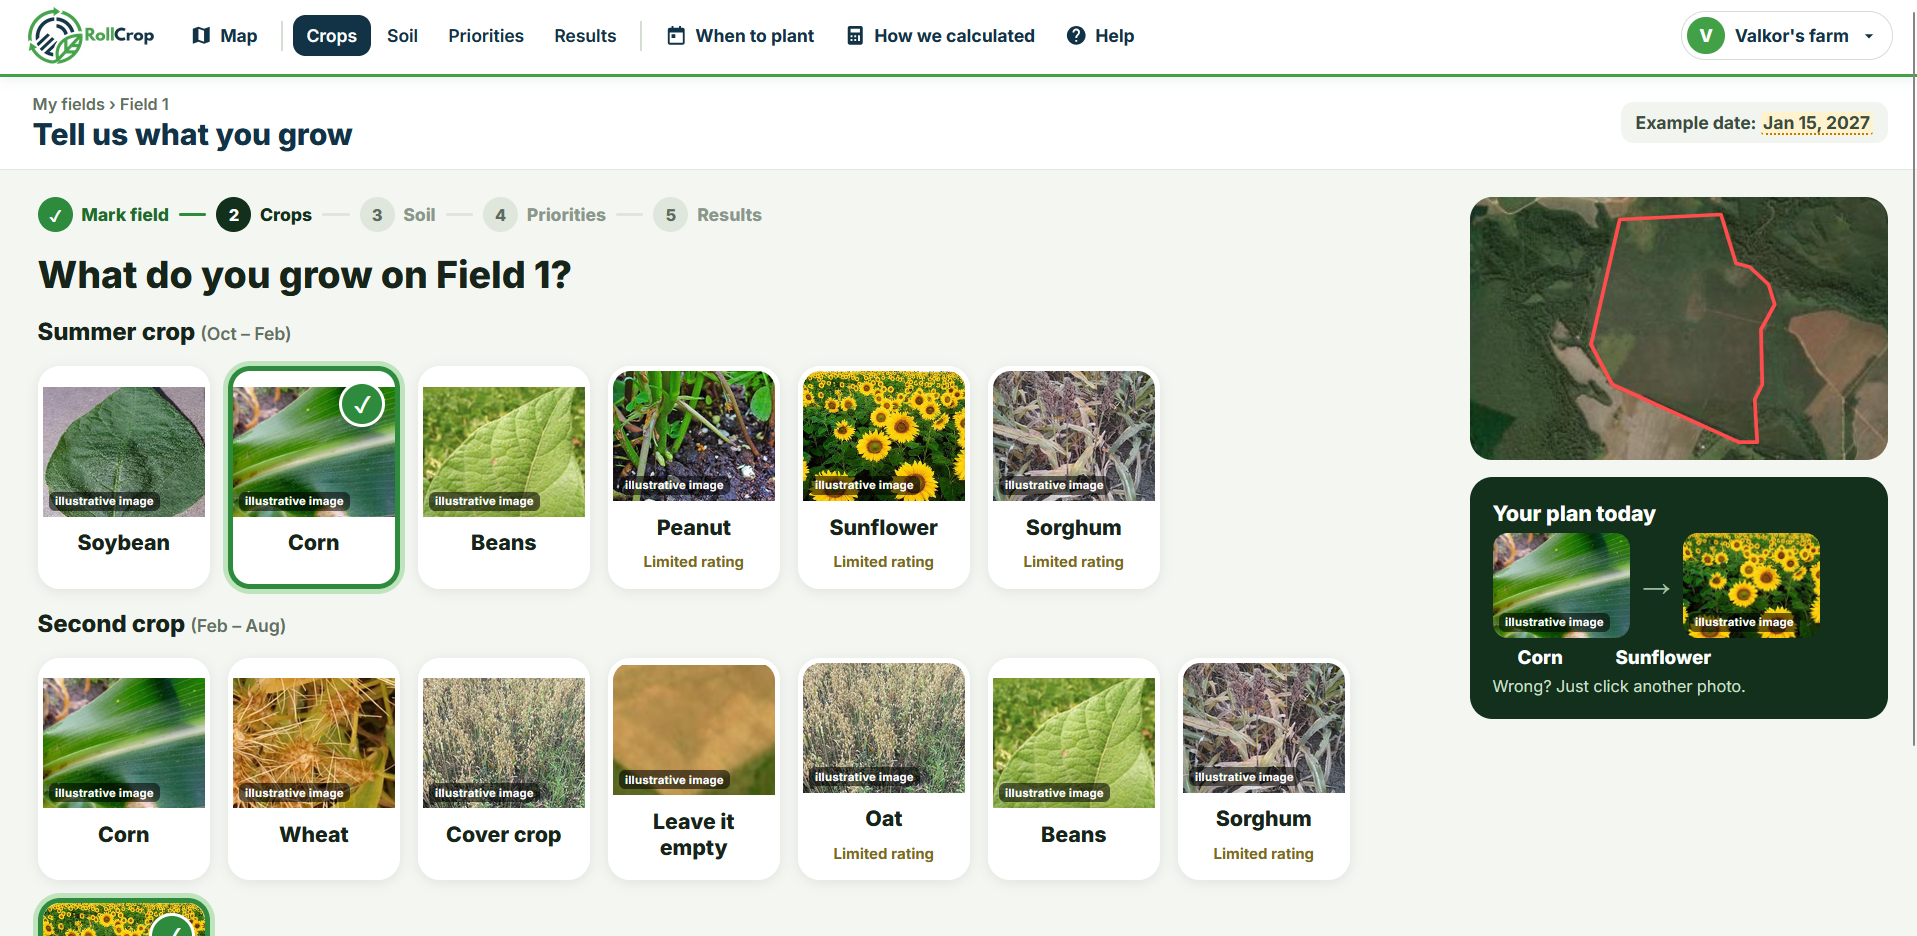 RollCrop
Map
Crops
Soil
Priorities
Results
When to plant
How we calculated
Help
V
Valkor's farm
My fields › Field 1
Tell us what you grow
Example date: Jan 15, 2027
✓ Mark field
2 Crops
3 Soil
4 Priorities
5 Results
What do you grow on Field 1?
Summer crop (Oct – Feb)
illustrative image
Soybean
illustrative image
Corn
illustrative image
Beans
illustrative image
Peanut
Limited rating
illustrative image
Sunflower
Limited rating
illustrative image
Sorghum
Limited rating
Second crop (Feb – Aug)
illustrative image
Corn
illustrative image
Wheat
illustrative image
Cover crop
illustrative image
Leave it
empty
illustrative image
Oat
Limited rating
illustrative image
Beans
illustrative image
Sorghum
Limited rating
Your plan today
illustrative image
→
illustrative image
Corn
Sunflower
Wrong? Just click another photo.